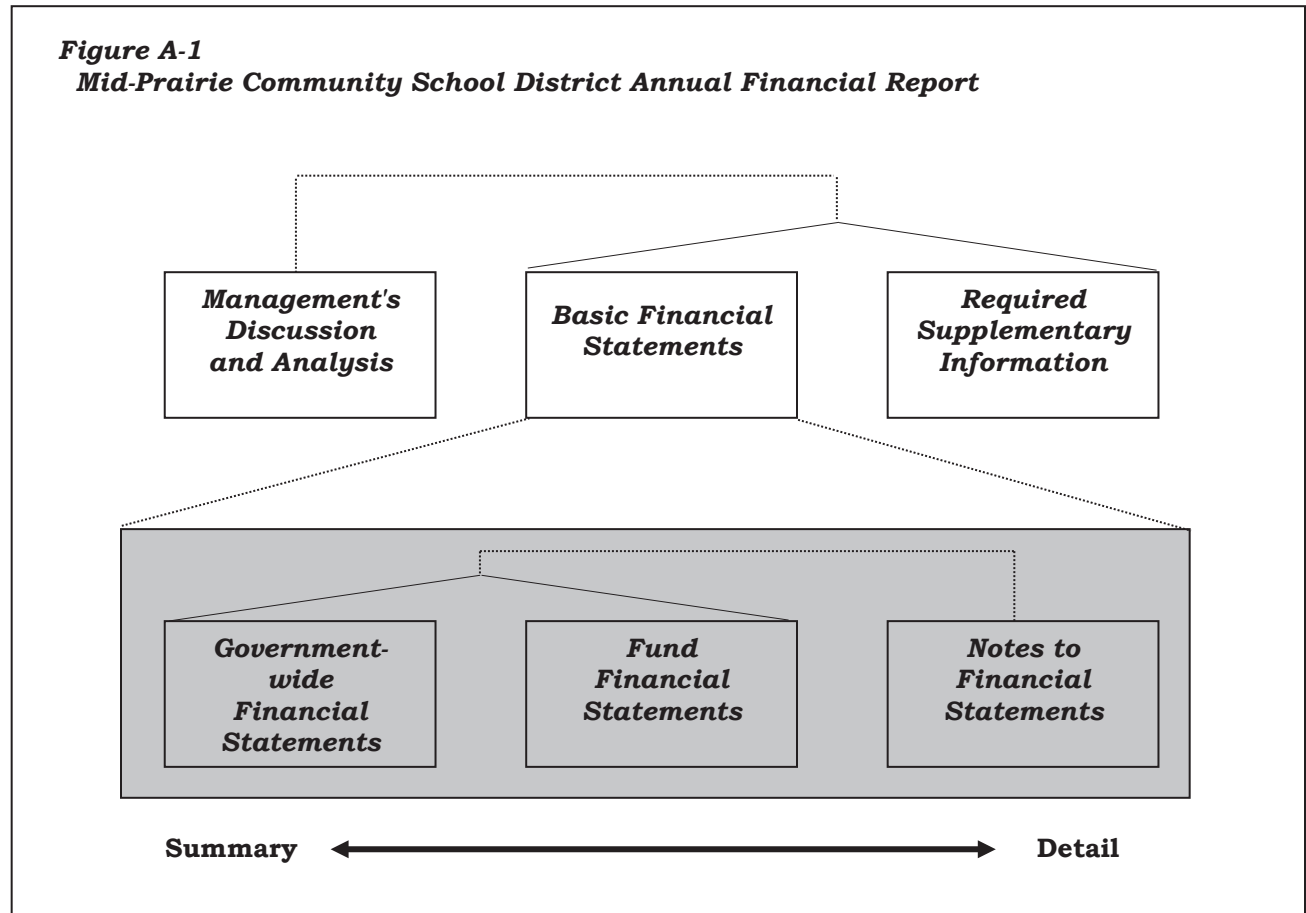 Figure A-1
Mid-Prairie Community School District Annual Financial Report
Management's
Discussion
and Analysis
Basic Financial
Statements
Required
Supplementary
Information
Government-
wide
Financial
Statements
Fund
Financial
Statements
Notes to
Financial
Statements
Summary
Detail